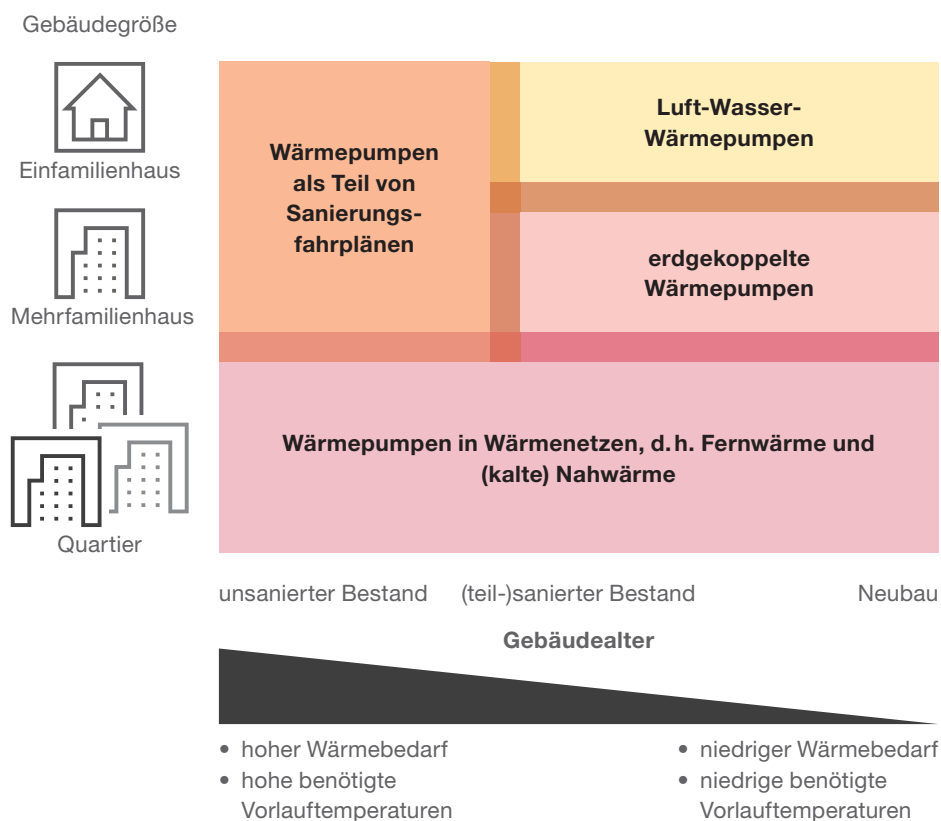 Gebäudegröße
Einfamilienhaus
Mehrfamilienhaus
Quartier
Wärmepumpen
als Teil von
Sanierungs-
fahrplänen
Luft-Wasser-
Wärmepumpen
erdgekoppelte
Wärmepumpen
Wärmepumpen in Wärmenetzen, d.h. Fernwärme und
(kalte) Nahwärme
unsanierter Bestand (teil-)sanierter Bestand Neubau
Gebäudealter
• hoher Wärmebedarf
• hohe benötigte
Vorlauftemperaturen
• niedriger Wärmebedarf
• niedrige benötigte
Vorlauftemperaturen